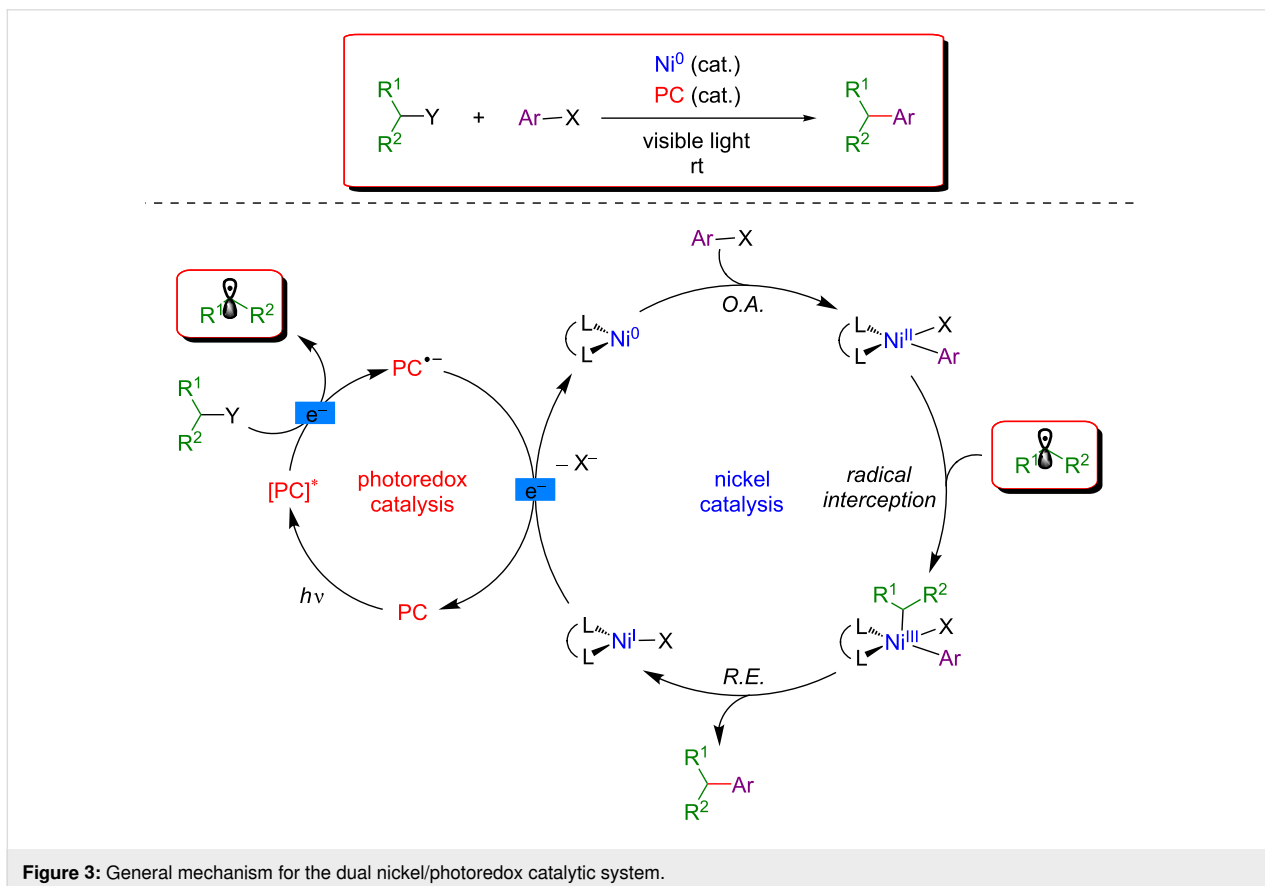 Ni⁰ (cat.)
PC (cat.)
R¹
Y
R²
+
Ar X
visible light
rt
R¹
Ar
R²
Ar X
O.A.
R¹ R²
L
L
Ni⁰
L
L
Niᴵᴵ
X
Ar
PC•−
R¹
Y
R²
e−
[PC]*
photoredox
catalysis
e−
– X−
nickel
catalysis
radical
interception
R¹ R²
hν
PC
L
L
Niᴵ X
R¹ R²
L
L
Niᴵᴵᴵ
X
Ar
R.E.
R¹
Ar
R²
Figure 3: General mechanism for the dual nickel/photoredox catalytic system.